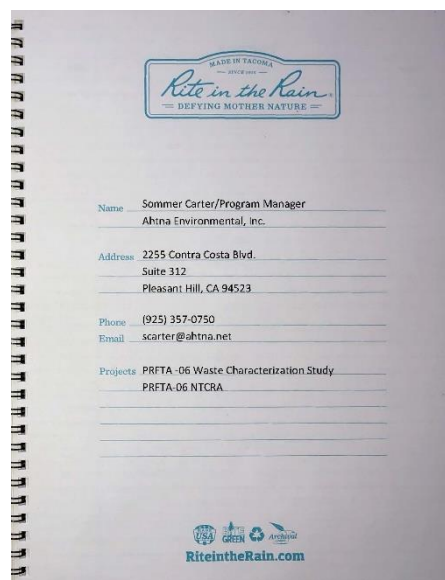 MADE IN TACOMA
Rite in the Rain
DEFYING MOTHER NATURE
Name Sommer Carter/Program Manager
Ahtna Environmental, Inc.
Address 2255 Contra Costa Blvd.
Suite 312
Pleasant Hill, CA 94523
Phone (925) 357-0750
Email scarter@ahtna.net
Projects PRFTA -06 Waste Characterization Study
PRFTA-06 NTCRA
USA
GREEN
Archival
RiteintheRain.com